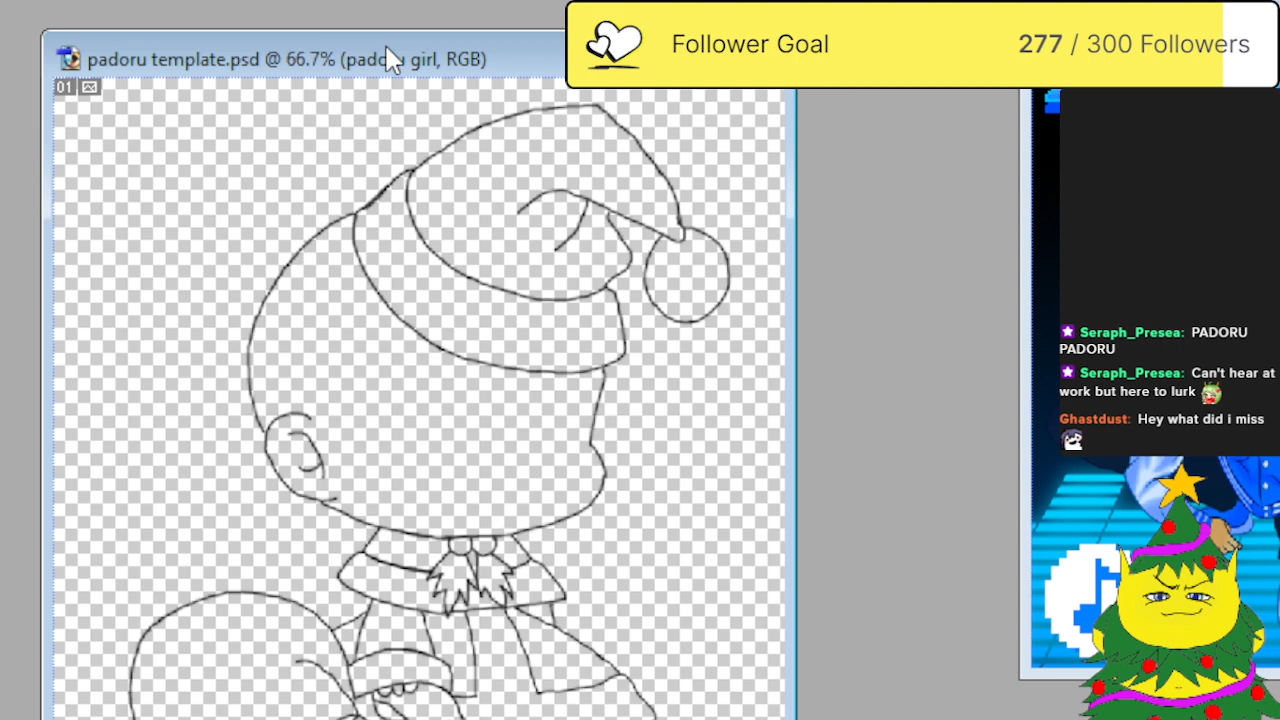 Follower Goal
277 / 300 Followers
padoru template.psd @ 66.7% (padoru girl, RGB)
01
Seraph_Presea: PADORU
PADORU
Seraph_Presea: Can't hear at
work but here to lurk
Ghastdust: Hey what did i miss